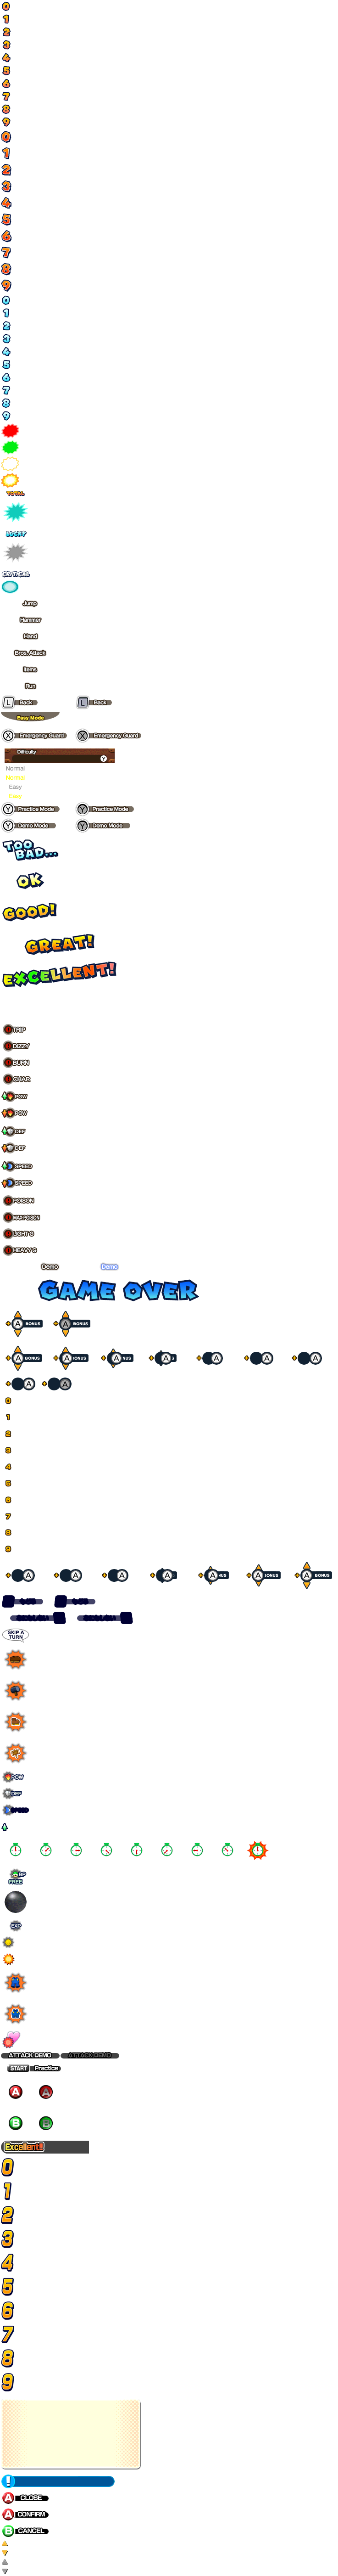 0
1
2
3
4
5
6
7
8
9
0
1
2
3
4
5
6
7
8
9
0
1
2
3
4
5
6
7
8
9
TOTAL
LUCKY
CRITICAL
Jump
Hammer
Hand
Bros. Attack
Items
Run
L : Back L : Back
Easy Mode
X : Emergency Guard X : Emergency Guard
Difficulty
Y
Normal
Normal
Easy
Easy
Y : Practice Mode Y : Practice Mode
Y : Demo Mode Y : Demo Mode
TOO BAD...
OK
GOOD!
GREAT!
EXCELLENT!
TRIP
DIZZY
BURN
CHAR
POW
POW
DEF
DEF
SPEED
SPEED
POISON
MAX POISON
LIGHT G
HEAVY G
Demo Demo
GAME OVER
A BONUS A BONUS
A BONUS A IONUS A NUS A A A A
A A
0
1
2
3
4
5
6
7
8
9
A A A A A NUS A IONUS A BONUS
SKIP A
TURN
POW
DEF
SPEED
BP
FREE
EXP
ATTACK DEMO ATTACK DEMO
START Practice
A A
B B
Excellent!!
0
1
2
3
4
5
6
7
8
9
!
A CLOSE
A CONFIRM
B CANCEL